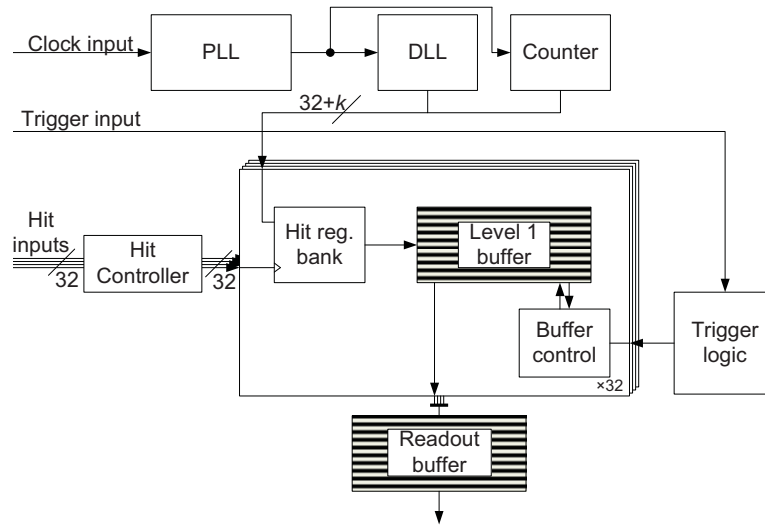 Clock input
PLL
DLL
Counter
32+k
Trigger input
Hit
inputs
32
Hit
Controller
32
Hit reg.
bank
Level 1
buffer
Buffer
control
×32
Trigger
logic
Readout
buffer